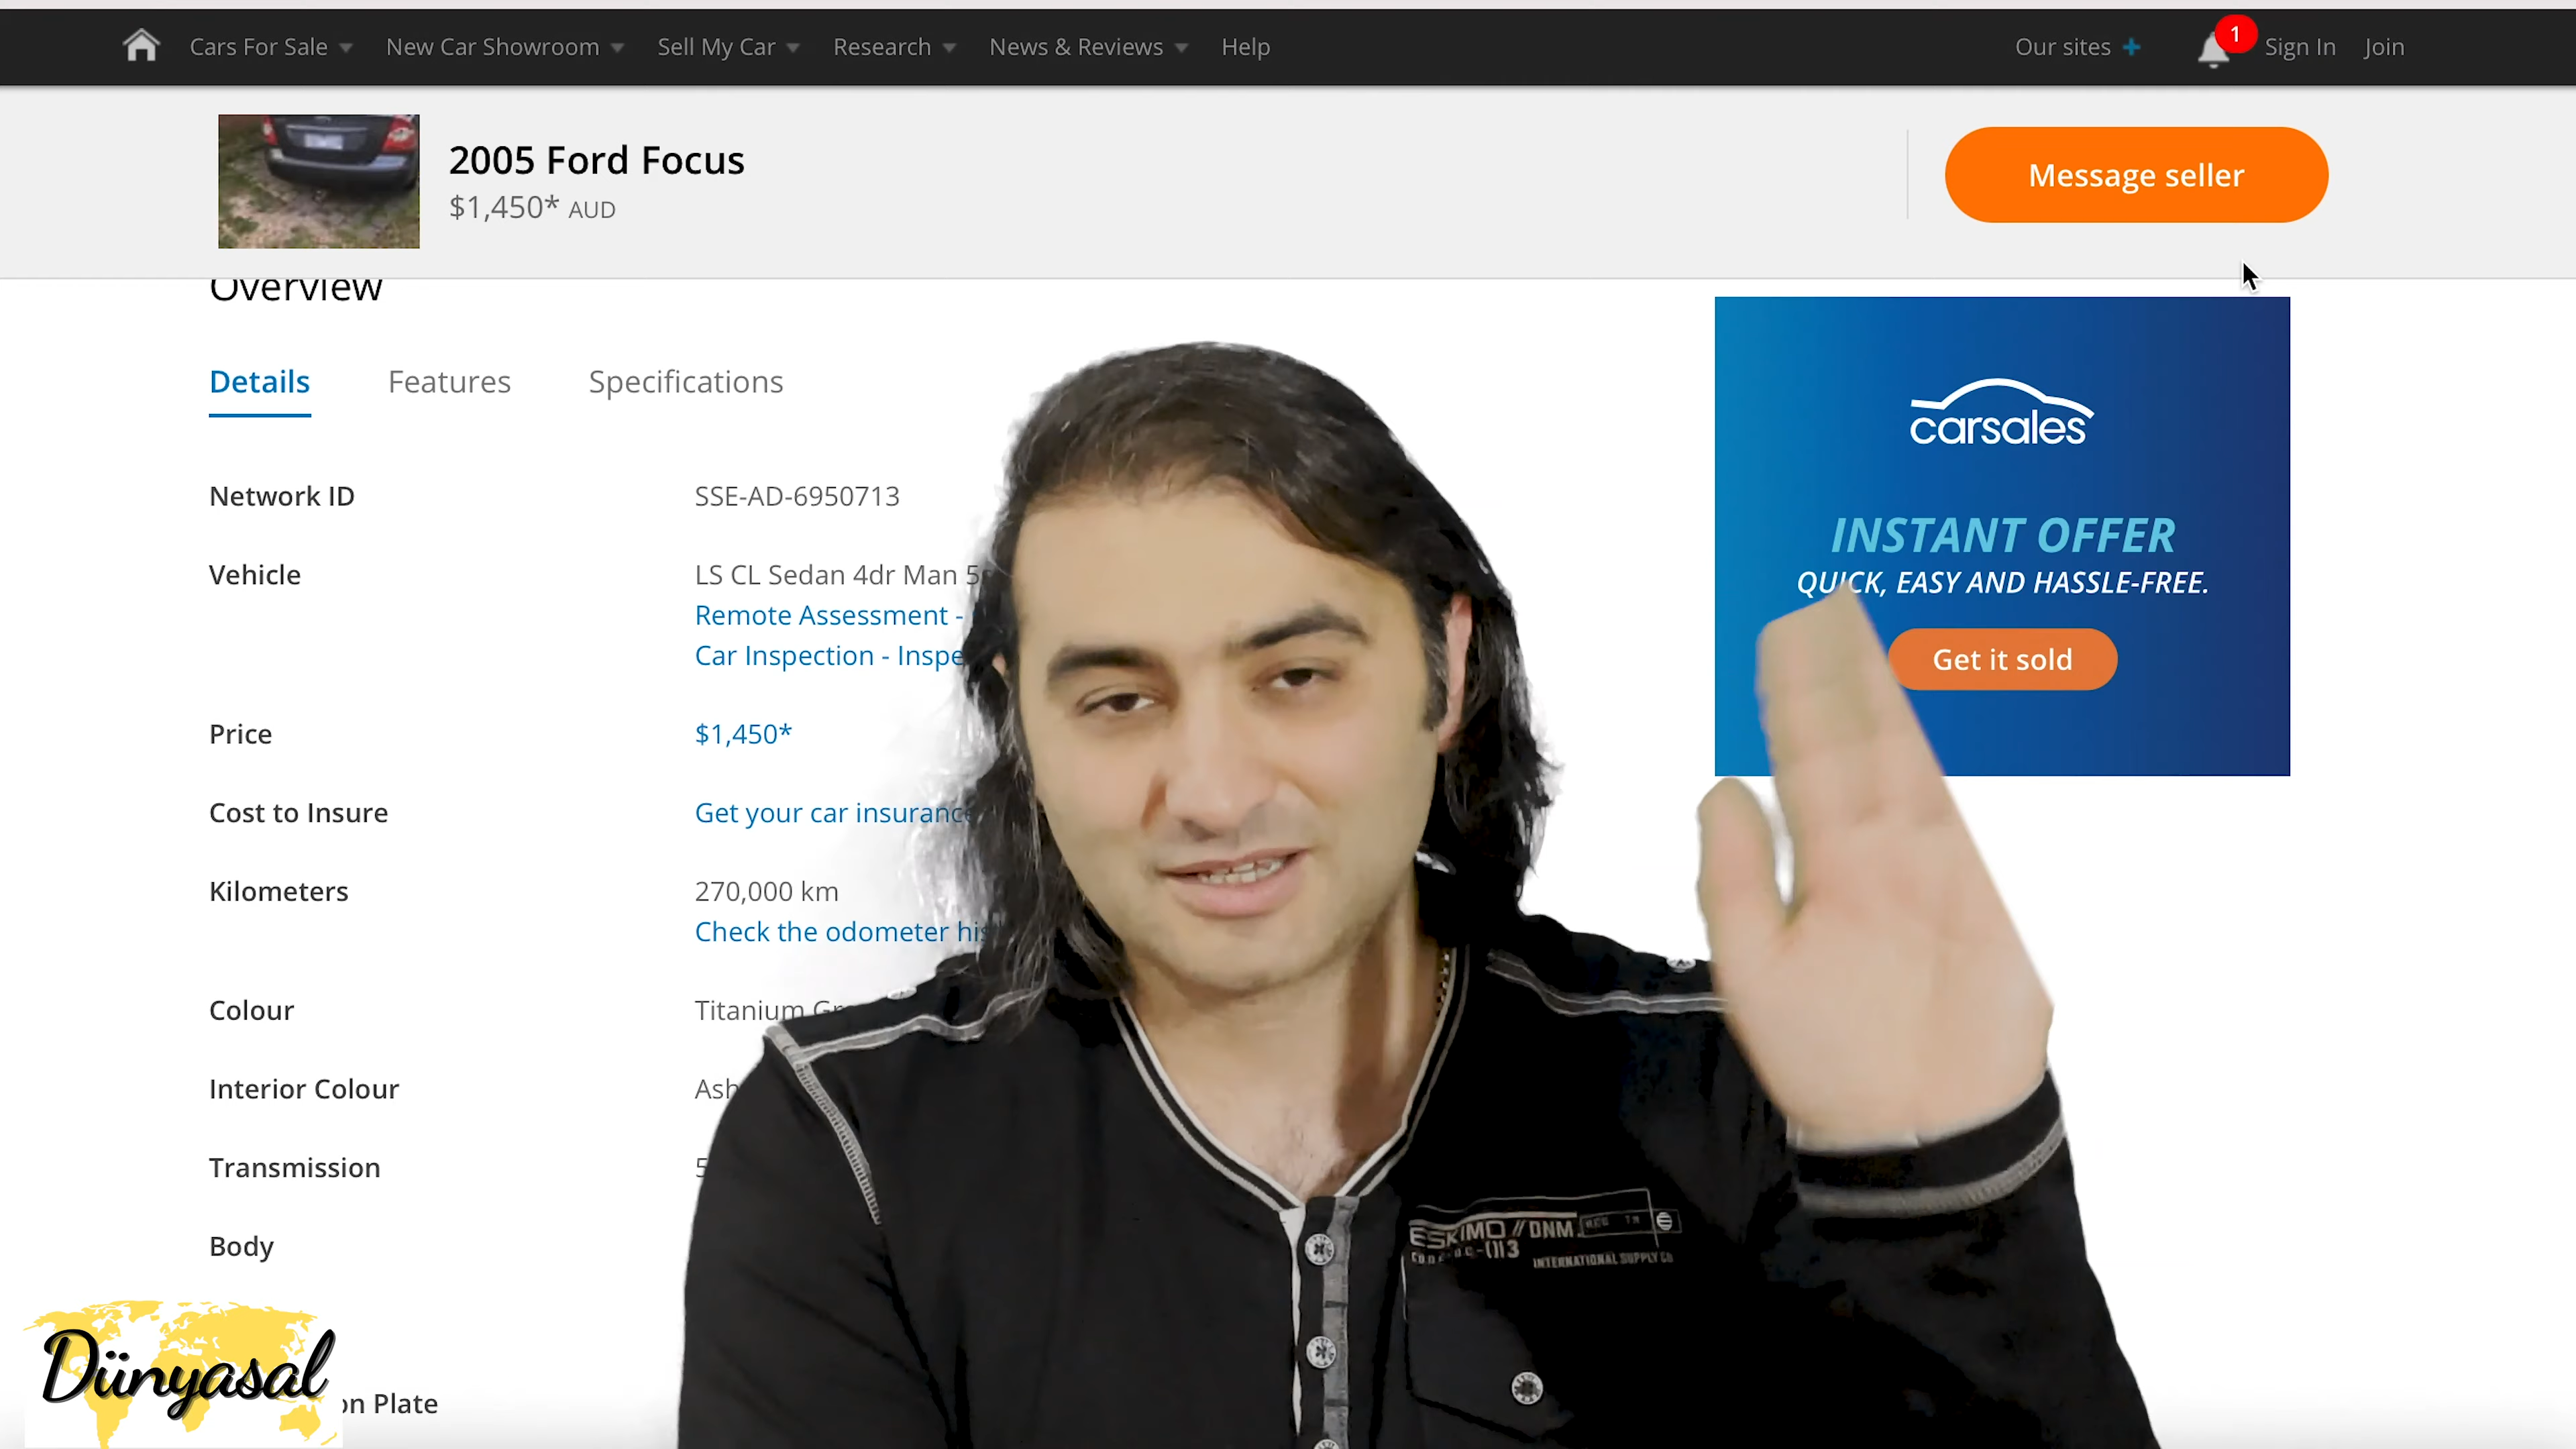 Cars For Sale New Car Showroom Sell My Car Research News & Reviews Help Our sites + 1 Sign In Join
2005 Ford Focus
$1,450* AUD
Message seller
Overview
Details Features Specifications
Network ID SSE-AD-6950713
Vehicle LS CL Sedan 4dr Man
Remote Assessment -
Car Inspection -
Price $1,450*
Cost to Insure Get your car insurance
Kilometers 270,000 km
Check the odometer
Colour Titanium
Interior Colour Ash
Transmission 5
Body
on Plate
carsales
INSTANT OFFER
QUICK, EASY AND HASSLE-FREE.
Get it sold
ESKIMO // DNM
INTERNATIONAL SUPPLY Co
Dünyasal